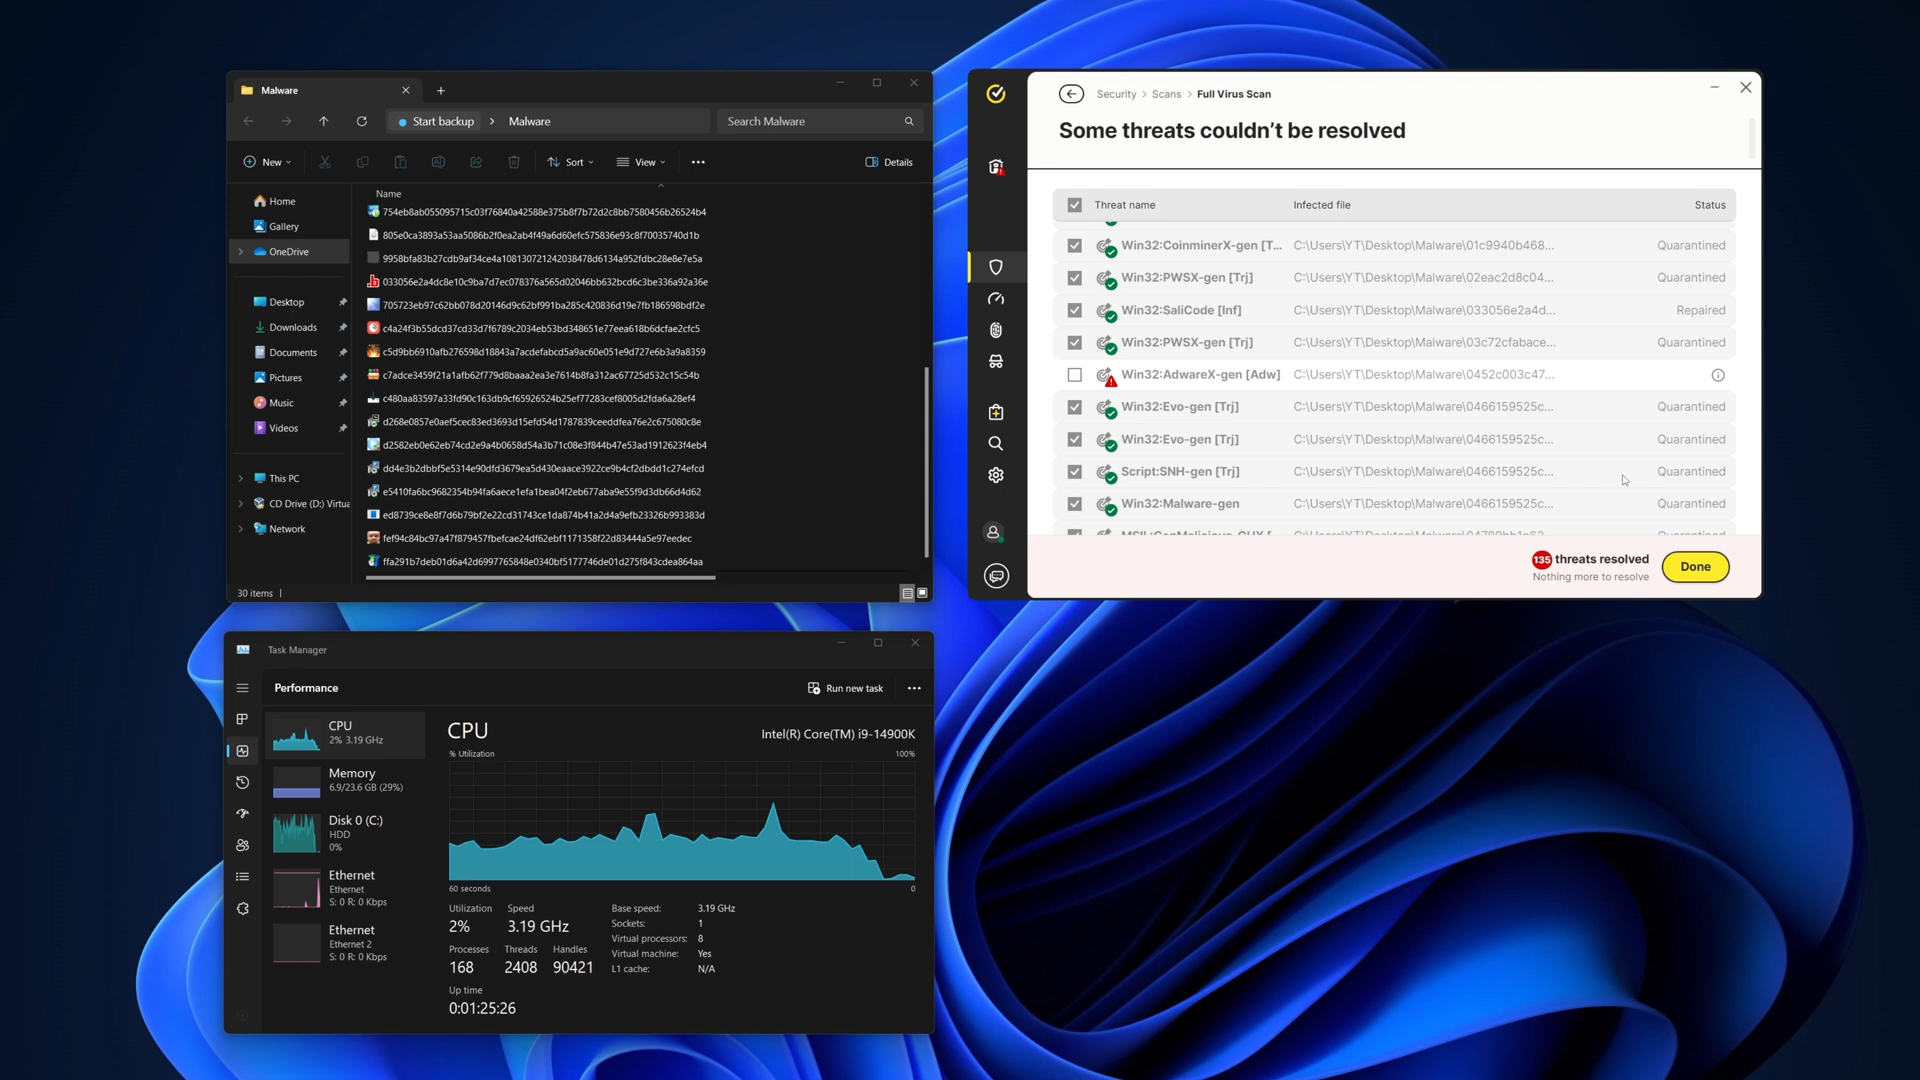 Malware
Start backup > Malware
Search Malware
New
Sort
View
Details
Home
Gallery
OneDrive
Desktop
Downloads
Documents
Pictures
Music
Videos
This PC
CD Drive (D:) Virtua
Network
Name
754eb8ab055095715c03f76840a42588e375b8f7b72d2c8bb7580456b26524b4
805e0ca3893a53aa5086b2f0ea2ab4f49a6d60efc575836e93c8f70035740d1b
9958bfa83b27cdb9af34ce4a108130721242038478d6134a952fdbc28e8e7e5a
033056e2a4dc8e10c9ba7d7ec078376a565d02046bb632bcd6c3be336a92a36e
705723eb97c62bb078d20146d9c62bf991ba285c420836d19e7fb186598bdf2e
c4a24f3b55dcd37cd33d7f6789c2034eb53bd348651e77eea618b6dcfae2cfc5
c5d9bb6910afb276598d18843a7acdefabcd5a9ac60e051e9d727e6b3a9a8359
c7adce3459f21a1afb62f779d8baaa2ea3e7614b8fa312ac67725d532c15c54b
c480aa83597a33fd90c163db9cf65926524b25ef77283cef8005d2fda6a28ef4
d268e0857e0aef5cec83ed3693d15efd54d1787839ceeddfea76e2c675080c8e
d2582eb0e62eb74cd2e9a4b0658d54a3b71c08e3f844b47e53ad1912623f4eb4
dd4e3b2dbbf5e5314e90dfd3679ea5d430eaace3922ce9b4cf2dbdd1c274efcd
e5410fa6bc9682354b94fa6aece1efa1bea04f2eb677aba9e55f9d3db66d4d62
ed8739ce8e8f7d6b79bf2e22cd31743ce1da874b41a2d4a9efb23326b993383d
fef94c84bc97a47f879457fbefcae24df62ebf1171358f22d83444a5e97eedec
ffa291b7deb01d6a42d6997765848e0340bf5177746de01d275f843cdea864aa
30 items
Security > Scans > Full Virus Scan
Some threats couldn't be resolved
Threat name Infected file Status
Win32:CoinminerX-gen [T... C:\Users\YT\Desktop\Malware\01c9940b468... Quarantined
Win32:PWSX-gen [Trj] C:\Users\YT\Desktop\Malware\02eac2d8c04... Quarantined
Win32:SaliCode [Inf] C:\Users\YT\Desktop\Malware\033056e2a4d... Repaired
Win32:PWSX-gen [Trj] C:\Users\YT\Desktop\Malware\03c72cfabace... Quarantined
Win32:AdwareX-gen [Adw] C:\Users\YT\Desktop\Malware\0452c003c47...
Win32:Evo-gen [Trj] C:\Users\YT\Desktop\Malware\0466159525c... Quarantined
Win32:Evo-gen [Trj] C:\Users\YT\Desktop\Malware\0466159525c... Quarantined
Script:SNH-gen [Trj] C:\Users\YT\Desktop\Malware\0466159525c... Quarantined
Win32:Malware-gen C:\Users\YT\Desktop\Malware\0466159525c... Quarantined
135 threats resolved
Nothing more to resolve
Done
Task Manager
Performance
Run new task
CPU
2% 3.19 GHz
Memory
6.9/23.6 GB (29%)
Disk 0 (C:)
HDD
0%
Ethernet
Ethernet
S: 0 R: 0 Kbps
Ethernet
Ethernet 2
S: 0 R: 0 Kbps
CPU
Intel(R) Core(TM) i9-14900K
% Utilization 100%
60 seconds 0
Utilization Speed
2% 3.19 GHz
Processes Threads Handles
168 2408 90421
Up time
0:01:25:26
Base speed: 3.19 GHz
Sockets: 1
Virtual processors: 8
Virtual machine: Yes
L1 cache: N/A